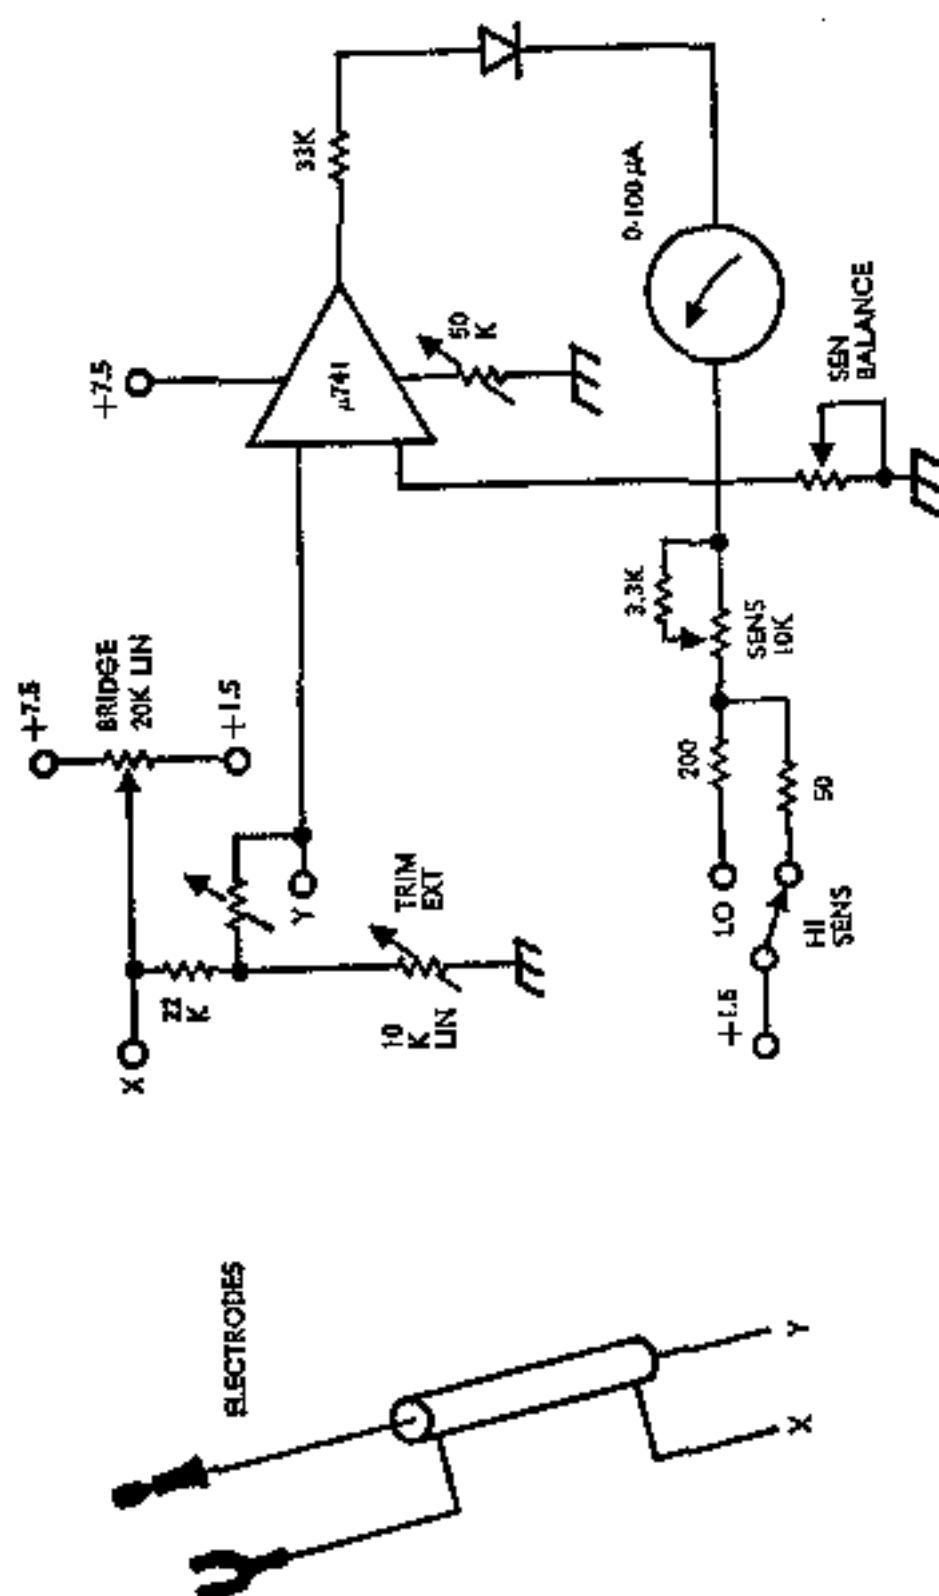 +7.5
BRIDGE
20K LIN
+1.5
X
22
K
Y
10
K
LIN
TRIM
EXT
+7.5
µ741
50
K
33K
0-100 µA
SEN
BALANCE
3.3K
SENS
10K
200
50
LO
HI
SENS
+1.5
ELECTRODES
X
Y